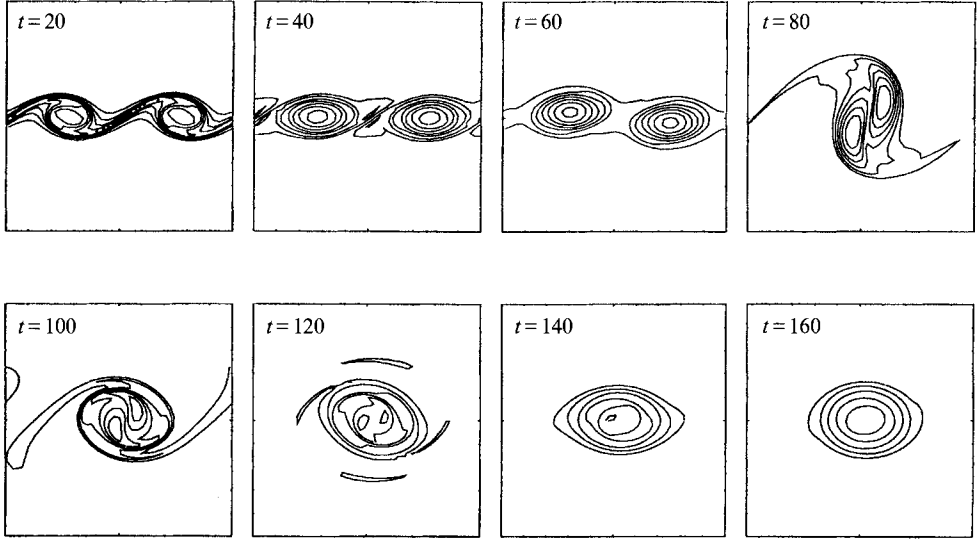 t = 20
t = 40
t = 60
t = 80
t = 100
t = 120
t = 140
t = 160